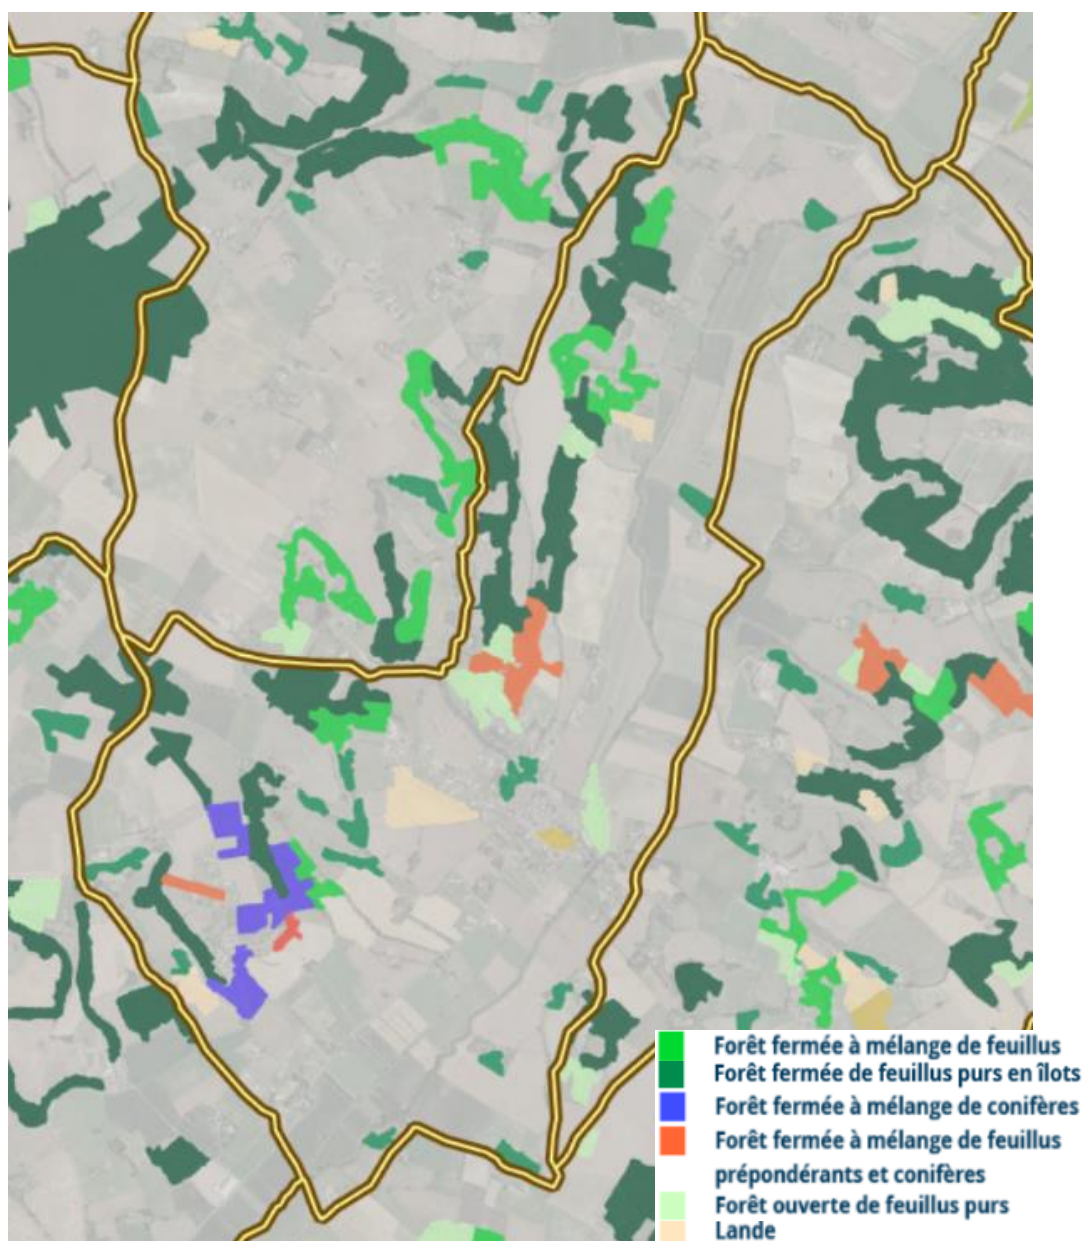 Forêt fermée à mélange de feuillus
Forêt fermée de feuillus purs en îlots
Forêt fermée à mélange de conifères
Forêt fermée à mélange de feuillus
prépondérants et conifères
Forêt ouverte de feuillus purs
Lande